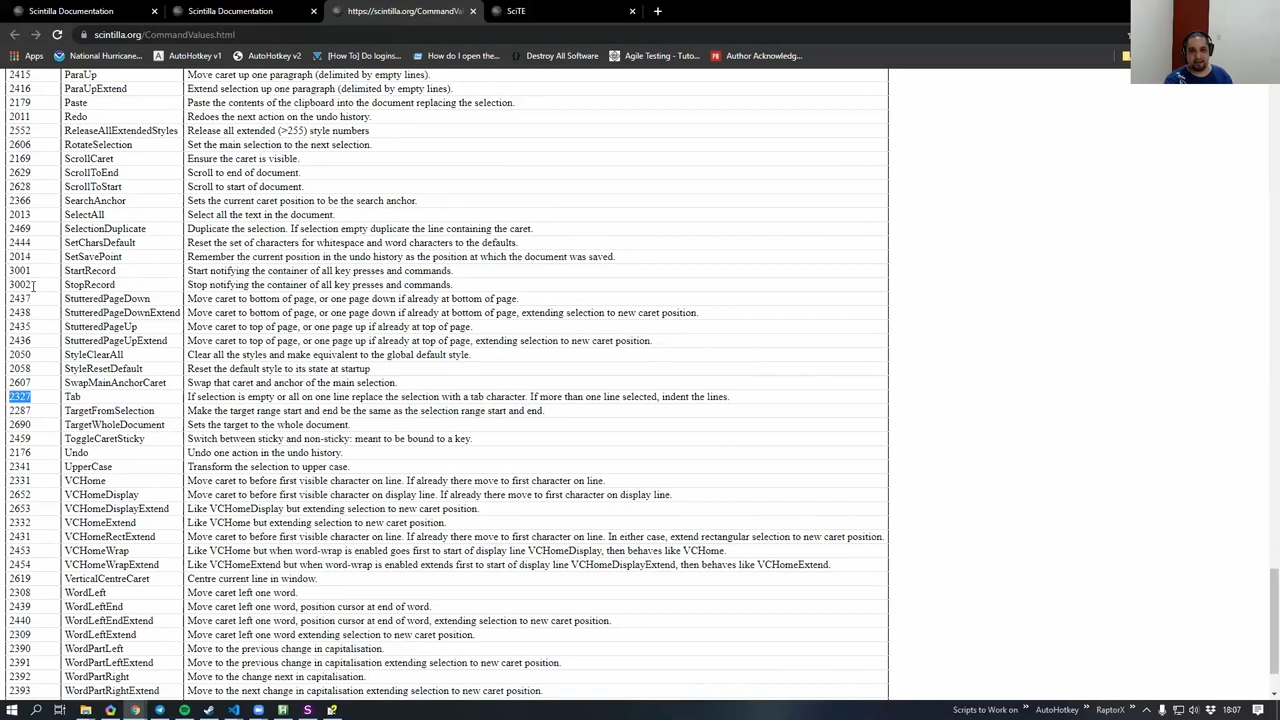 Scintilla Documentation
Scintilla Documentation
https://scintilla.org/CommandVal
SciTE
scintilla.org/CommandValues.html
Apps
National Hurricane...
AutoHotkey v1
AutoHotkey v2
[How To] Do logins...
How do I open the...
Destroy All Software
Agile Testing - Tuto...
Author Acknowledg...
2415 ParaUp Move caret up one paragraph (delimited by empty lines).
2416 ParaUpExtend Extend selection up one paragraph (delimited by empty lines).
2179 Paste Paste the contents of the clipboard into the document replacing the selection.
2011 Redo Redoes the next action on the undo history.
2552 ReleaseAllExtendedStyles Release all extended (>255) style numbers
2606 RotateSelection Set the main selection to the next selection.
2169 ScrollCaret Ensure the caret is visible.
2629 ScrollToEnd Scroll to end of document.
2628 ScrollToStart Scroll to start of document.
2366 SearchAnchor Sets the current caret position to be the search anchor.
2013 SelectAll Select all the text in the document.
2469 SelectionDuplicate Duplicate the selection. If selection empty duplicate the line containing the caret.
2444 SetCharsDefault Reset the set of characters for whitespace and word characters to the defaults.
2014 SetSavePoint Remember the current position in the undo history as the position at which the document was saved.
3001 StartRecord Start notifying the container of all key presses and commands.
3002 StopRecord Stop notifying the container of all key presses and commands.
2437 StutteredPageDown Move caret to bottom of page, or one page down if already at bottom of page.
2438 StutteredPageDownExtend Move caret to bottom of page, or one page down if already at bottom of page, extending selection to new caret position.
2435 StutteredPageUp Move caret to top of page, or one page up if already at top of page.
2436 StutteredPageUpExtend Move caret to top of page, or one page up if already at top of page, extending selection to new caret position.
2050 StyleClearAll Clear all the styles and make equivalent to the global default style.
2058 StyleResetDefault Reset the default style to its state at startup
2607 SwapMainAnchorCaret Swap that caret and anchor of the main selection.
2327 Tab If selection is empty or all on one line replace the selection with a tab character. If more than one line selected, indent the lines.
2287 TargetFromSelection Make the target range start and end be the same as the selection range start and end.
2690 TargetWholeDocument Sets the target to the whole document.
2459 ToggleCaretSticky Switch between sticky and non-sticky: meant to be bound to a key.
2176 Undo Undo one action in the undo history.
2341 UpperCase Transform the selection to upper case.
2331 VCHome Move caret to before first visible character on line. If already there move to first character on line.
2652 VCHomeDisplay Move caret to before first visible character on display line. If already there move to first character on display line.
2653 VCHomeDisplayExtend Like VCHomeDisplay but extending selection to new caret position.
2332 VCHomeExtend Like VCHome but extending selection to new caret position.
2431 VCHomeRectExtend Move caret to before first visible character on line. If already there move to first character on line. In either case, extend rectangular selection to new caret position.
2453 VCHomeWrap Like VCHome but when word-wrap is enabled goes first to start of display line VCHomeDisplay, then behaves like VCHome.
2454 VCHomeWrapExtend Like VCHomeExtend but when word-wrap is enabled extends first to start of display line VCHomeDisplayExtend, then behaves like VCHomeExtend.
2619 VerticalCentreCaret Centre current line in window.
2308 WordLeft Move caret left one word.
2439 WordLeftEnd Move caret left one word, position cursor at end of word.
2440 WordLeftEndExtend Move caret left one word, position cursor at end of word, extending selection to new caret position.
2309 WordLeftExtend Move caret left one word extending selection to new caret position.
2390 WordPartLeft Move to the previous change in capitalisation.
2391 WordPartLeftExtend Move to the previous change in capitalisation extending selection to new caret position.
2392 WordPartRight Move to the change next in capitalisation.
2393 WordPartRightExtend Move to the next change in capitalisation extending selection to new caret position.
Scripts to Work on
AutoHotkey
RaptorX
18:07